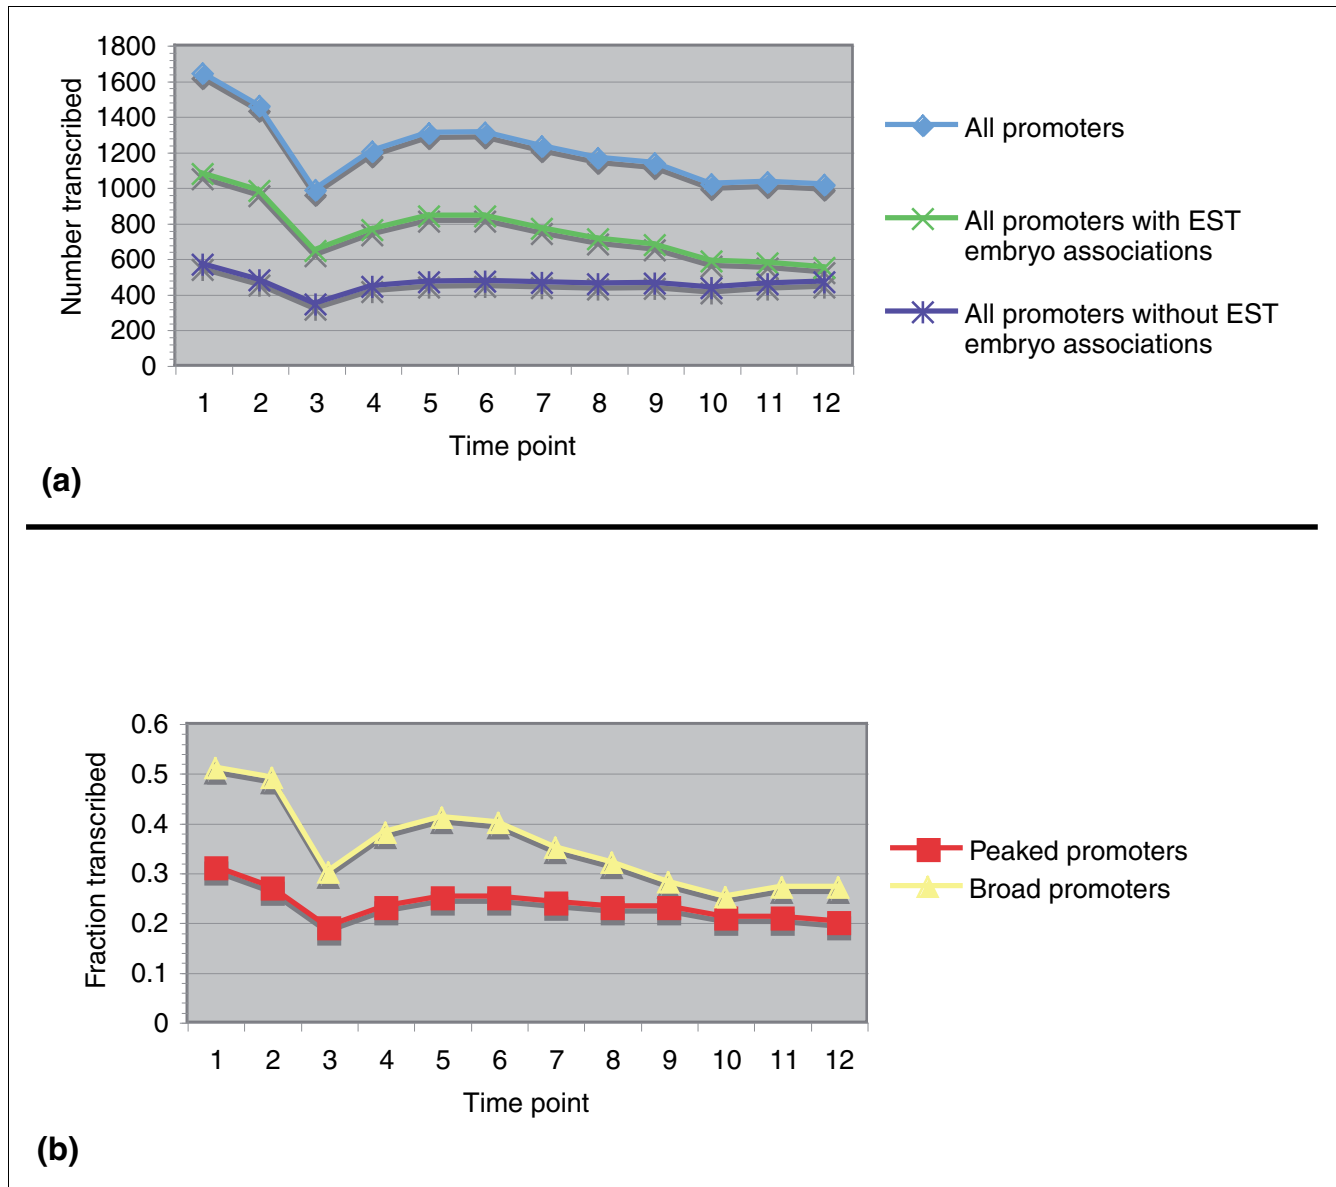 1800
1600
1400
1200
1000
800
600
400
200
0
Number transcribed
1 2 3 4 5 6 7 8 9 10 11 12
Time point
All promoters
All promoters with EST
embryo associations
All promoters without EST
embryo associations
(a)
0.6
0.5
0.4
0.3
0.2
0.1
0
Fraction transcribed
1 2 3 4 5 6 7 8 9 10 11 12
Time point
Peaked promoters
Broad promoters
(b)